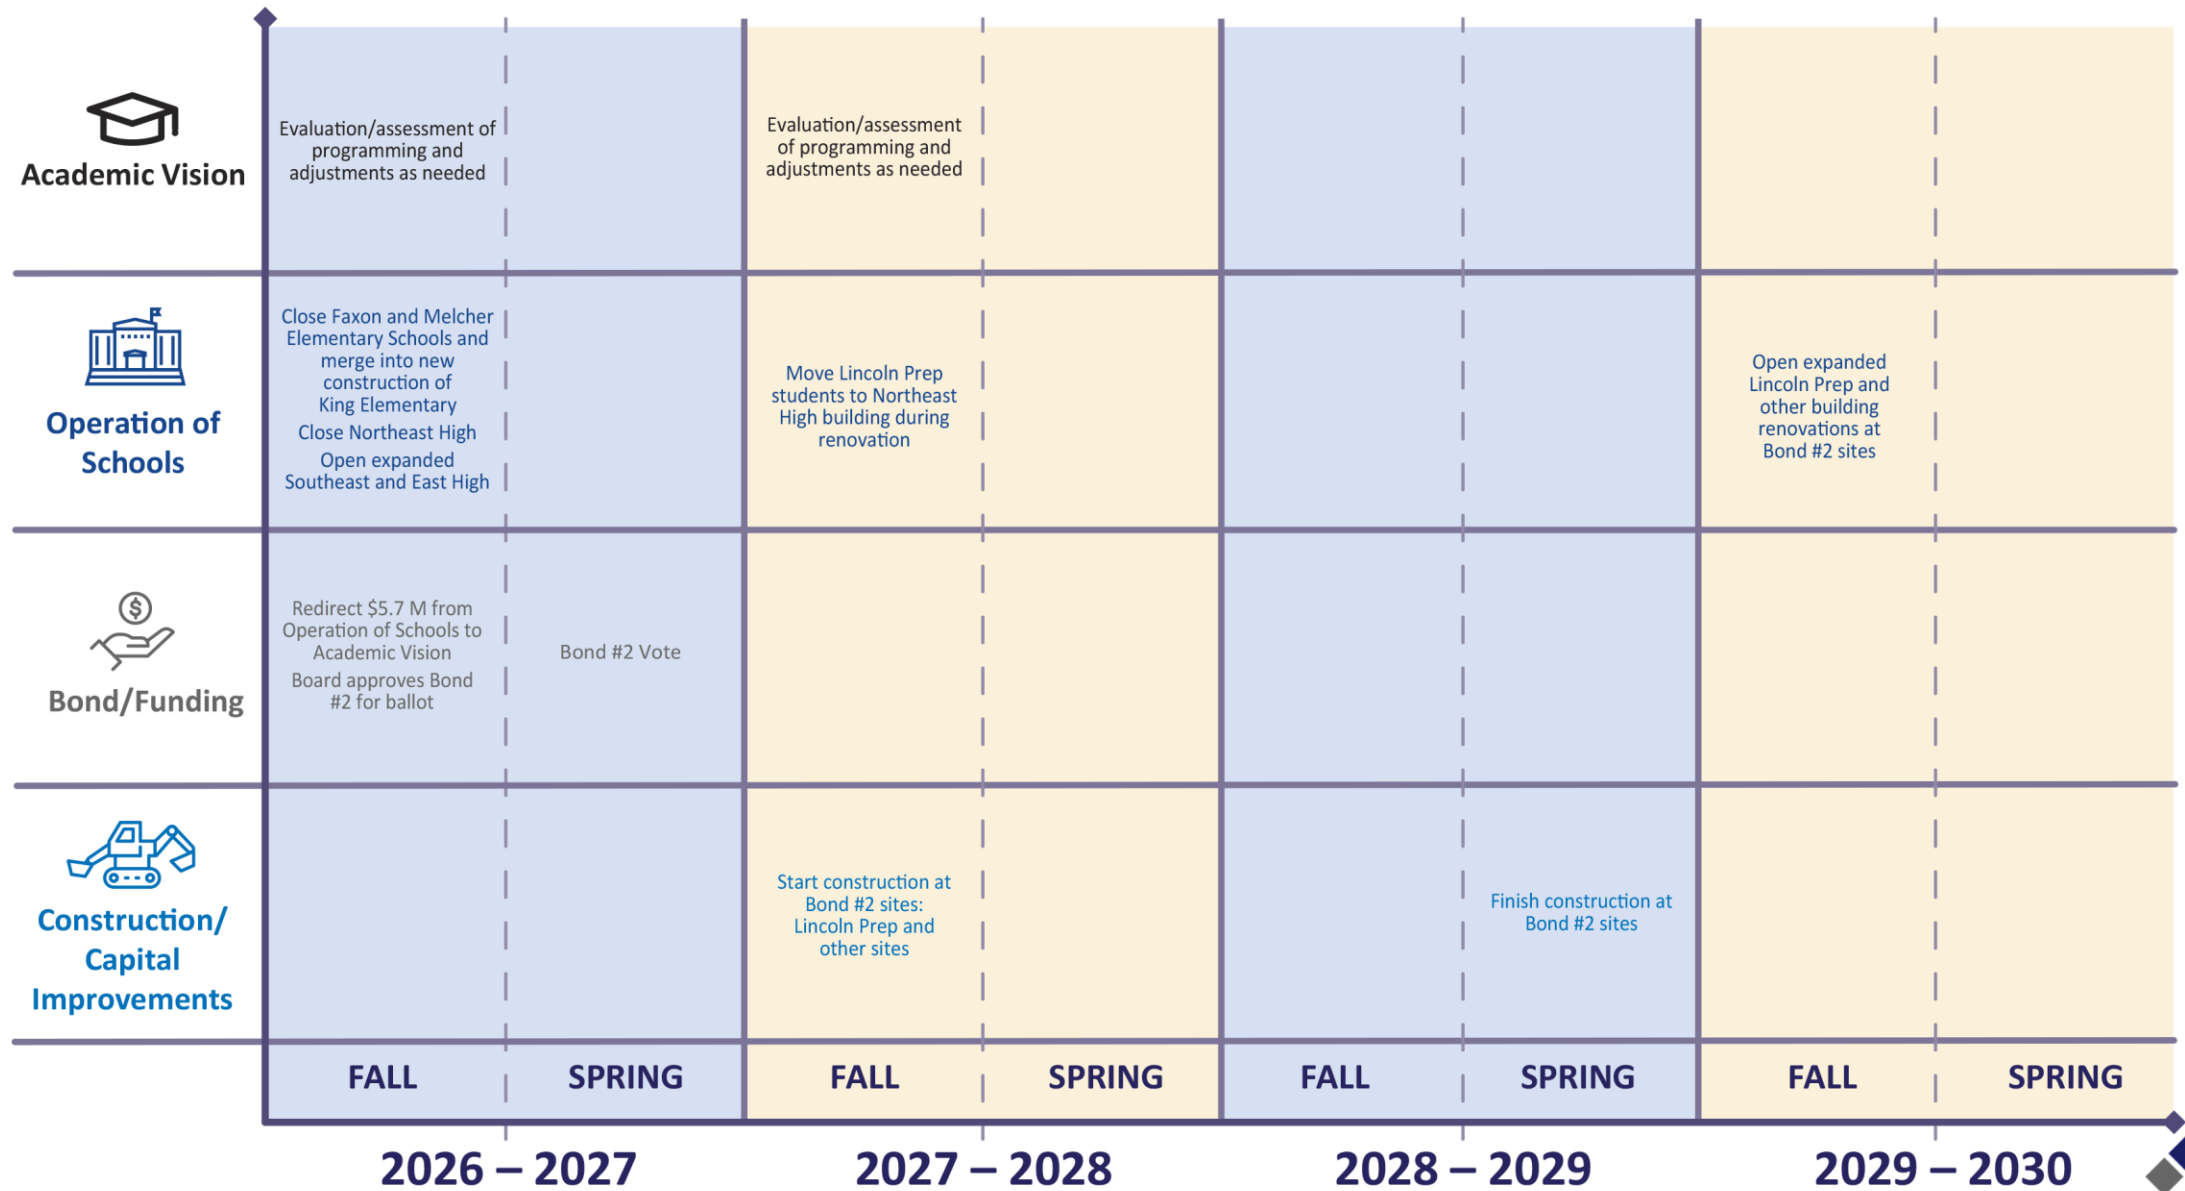 Academic Vision
Evaluation/assessment of
programming and
adjustments as needed
Evaluation/assessment
of programming and
adjustments as needed
Operation of
Schools
Close Faxon and Melcher
Elementary Schools and
merge into new
construction of
King Elementary
Close Northeast High
Open expanded
Southeast and East High
Move Lincoln Prep
students to Northeast
High building during
renovation
Open expanded
Lincoln Prep and
other building
renovations at
Bond #2 sites
Bond/Funding
$
Redirect $5.7 M from
Operation of Schools to
Academic Vision
Board approves Bond
#2 for ballot
Bond #2 Vote
Construction/
Capital
Improvements
Start construction at
Bond #2 sites:
Lincoln Prep and
other sites
Finish construction at
Bond #2 sites
FALL SPRING FALL SPRING FALL SPRING FALL SPRING
2026 – 2027 2027 – 2028 2028 – 2029 2029 – 2030